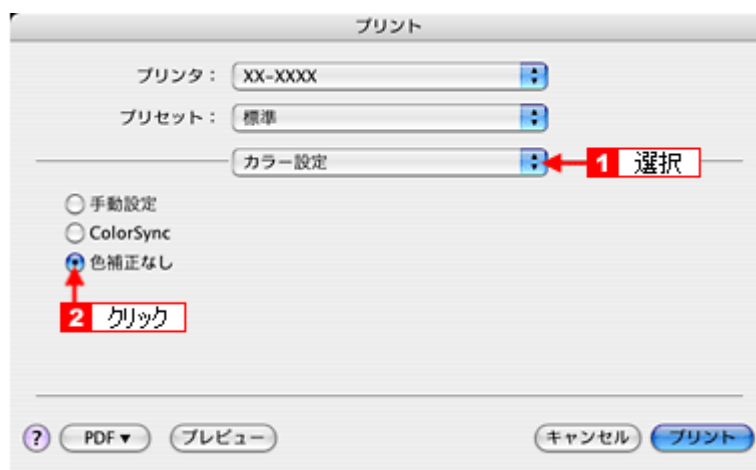 プリント
プリンタ： XX-XXXX
プリセット： 標準
カラー設定 1 選択
手動設定
ColorSync
色補正なし
2 クリック
? PDF▼ プレビュー キャンセル プリント